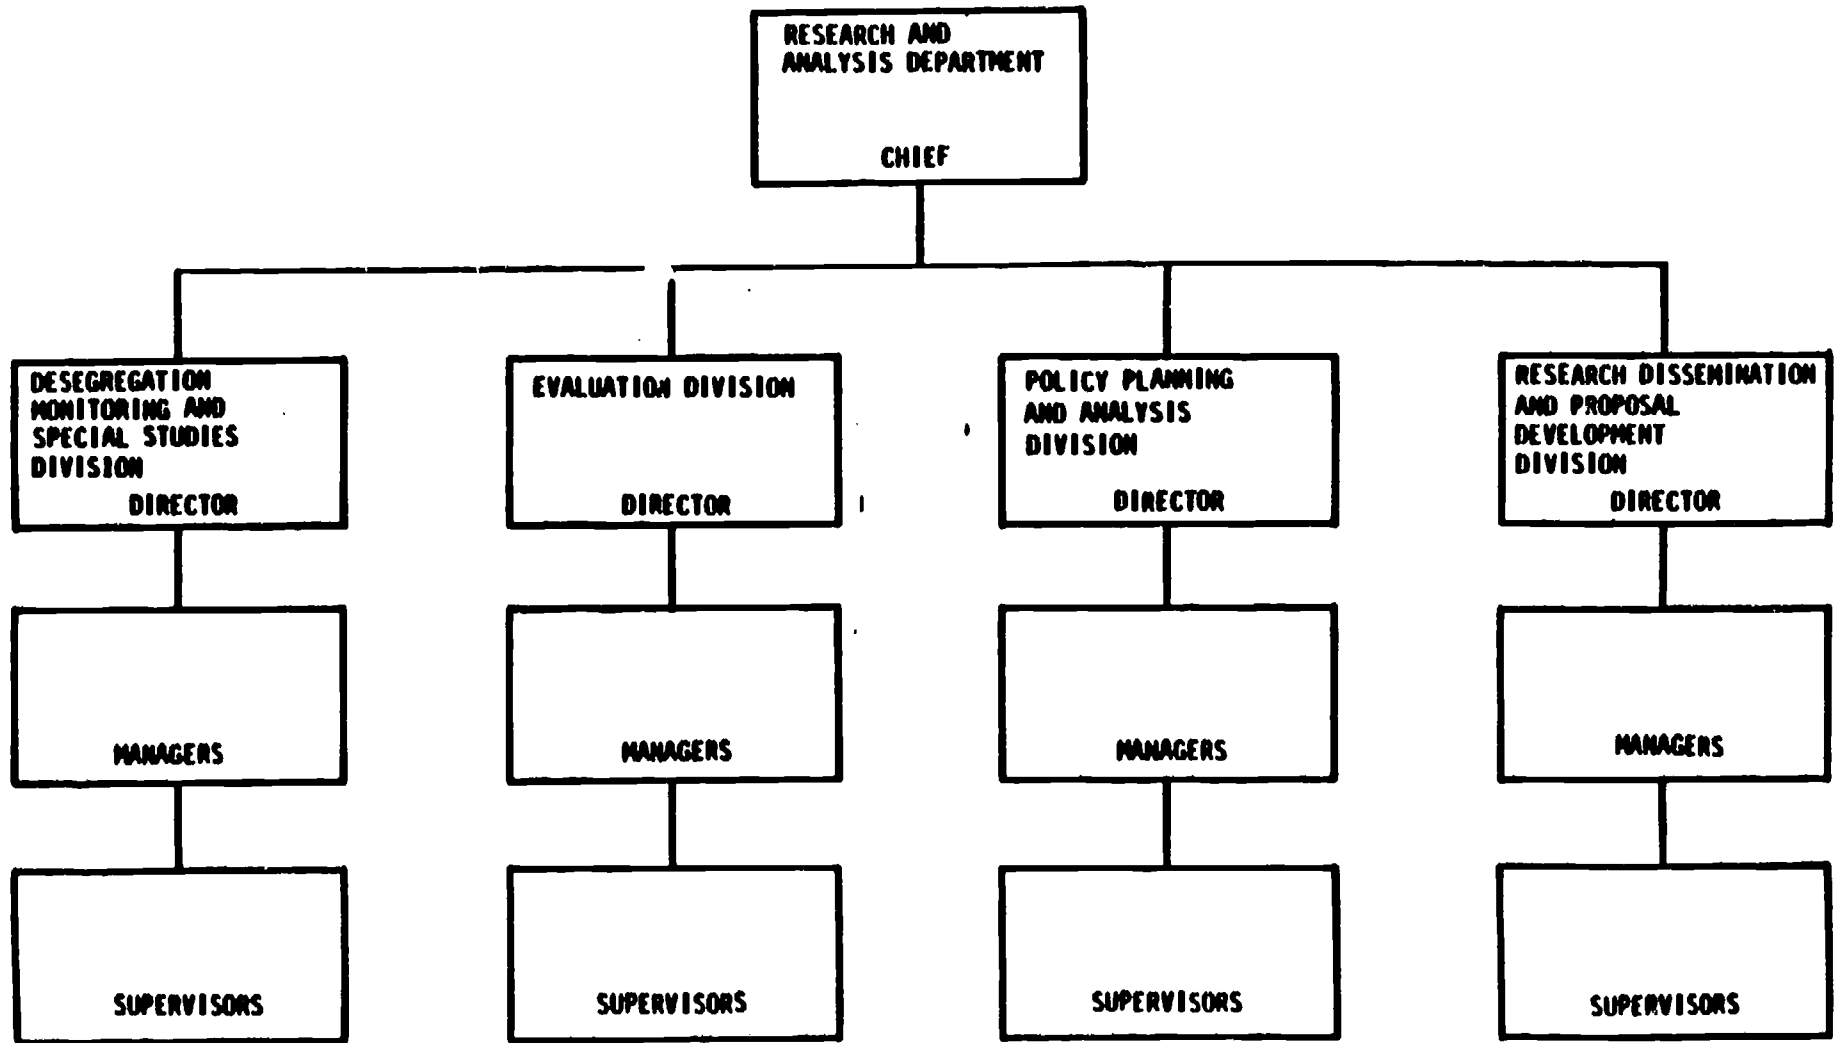 RESEARCH AND
ANALYSIS DEPARTMENT
CHIEF
DESEGREGATION
MONITORING AND
SPECIAL STUDIES
DIVISION
DIRECTOR
EVALUATION DIVISION
DIRECTOR
POLICY PLANNING
AND ANALYSIS
DIVISION
DIRECTOR
RESEARCH DISSEMINATION
AND PROPOSAL
DEVELOPMENT
DIVISION
DIRECTOR
MANAGERS
MANAGERS
MANAGERS
MANAGERS
SUPERVISORS
SUPERVISORS
SUPERVISORS
SUPERVISORS